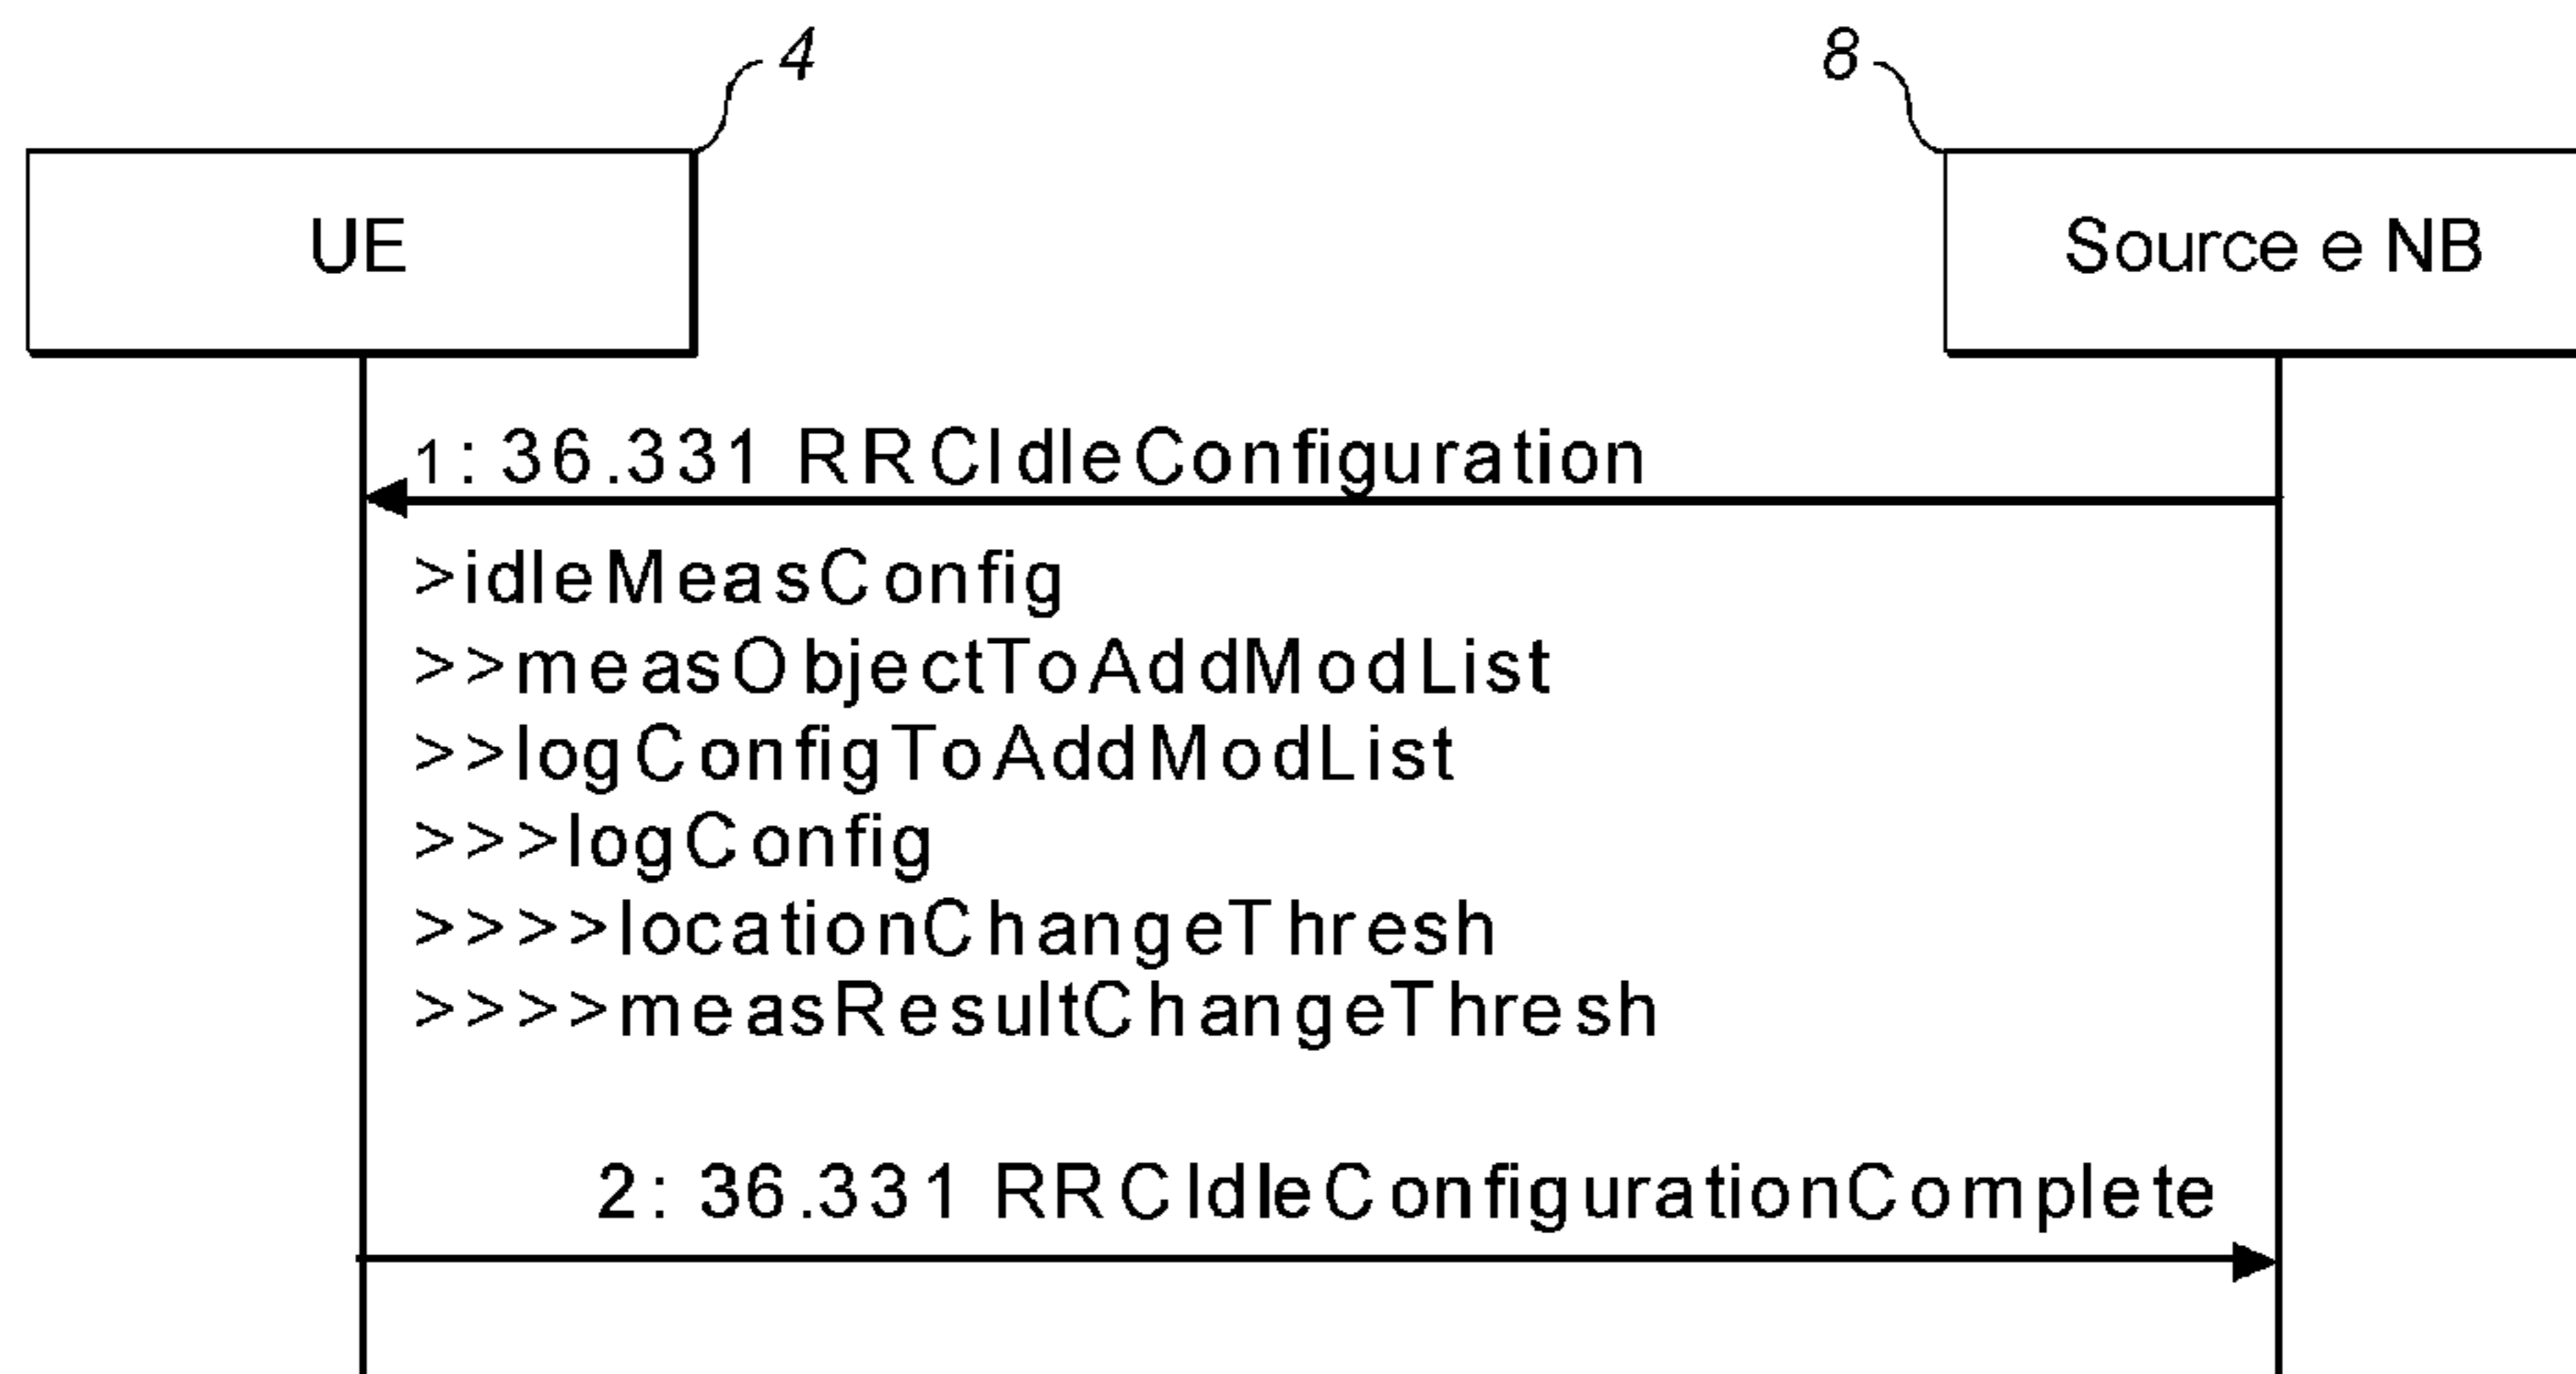 4
8
UE
Source e NB
1: 36.331 RRCIdleConfiguration
>idleMeasConfig
>>measObjectToAddModList
>>logConfigToAddModList
>>>logConfig
>>>>locationChangeThresh
>>>>measResultChangeThresh
2: 36.331 RRCIdleConfigurationComplete